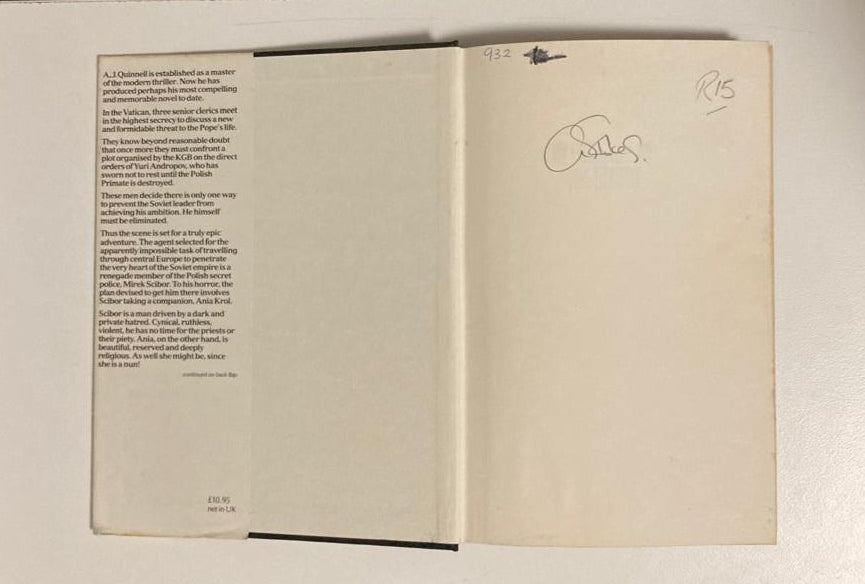 A.J.Quinnell is established as a master
of the modern thriller. Now he has
produced perhaps his most compelling
and memorable novel to date.
In the Vatican, three senior clerics meet
in the highest secrecy to discuss a new
and formidable threat to the Pope's life.
They know beyond reasonable doubt
that once more they must confront a
plot organised by the KGB on the direct
orders of Yuri Andropov, who has
sworn not to rest until the Polish
Primate is destroyed.
These men decide there is only one way
to prevent the Soviet leader from
achieving his ambition. He himself
must be eliminated.
Thus the scene is set for a truly epic
adventure. The agent selected for the
apparently impossible task of travelling
through central Europe to penetrate
the very heart of the Soviet empire is a
renegade member of the Polish secret
police, Mirek Scibor. To his horror, the
plan devised to get him there involves
Scibor taking a companion, Ania Krol.
Scibor is a man driven by a dark and
private hatred. Cynical, ruthless,
violent, he has no time for the priests or
their piety. Ania, on the other hand, is
beautiful, reserved and deeply
religious. As well she might be, since
she is a nun!
continued on back flap
£10.95
net in UK
932
R15